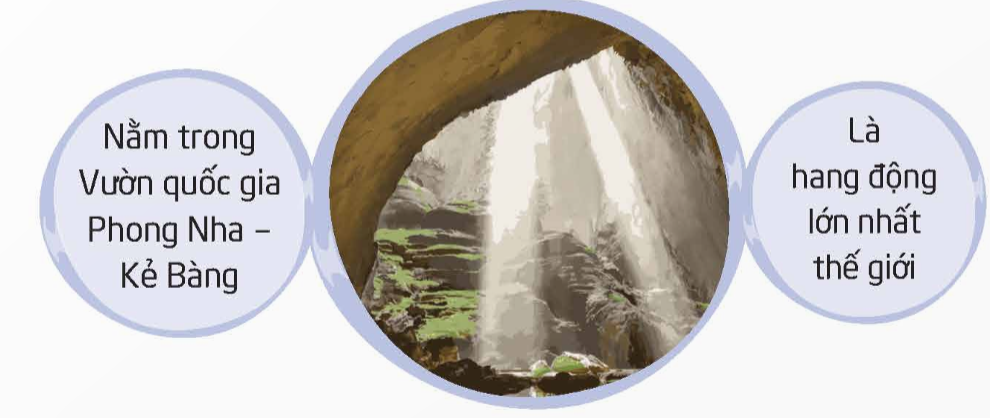 Nằm trong
Vườn quốc gia
Phong Nha –
Kẻ Bàng
Là
hang động
lớn nhất
thế giới